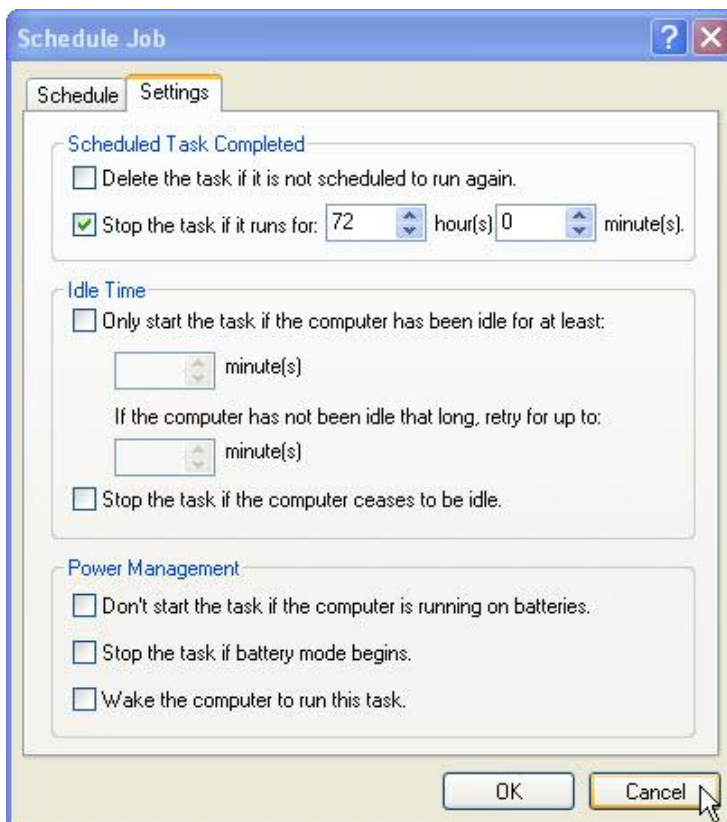 Schedule Job
Schedule Settings
Scheduled Task Completed
Delete the task if it is not scheduled to run again.
Stop the task if it runs for: 72 hour(s) 0 minute(s).
Idle Time
Only start the task if the computer has been idle for at least:
minute(s)
If the computer has not been idle that long, retry for up to:
minute(s)
Stop the task if the computer ceases to be idle.
Power Management
Don't start the task if the computer is running on batteries.
Stop the task if battery mode begins.
Wake the computer to run this task.
OK Cancel